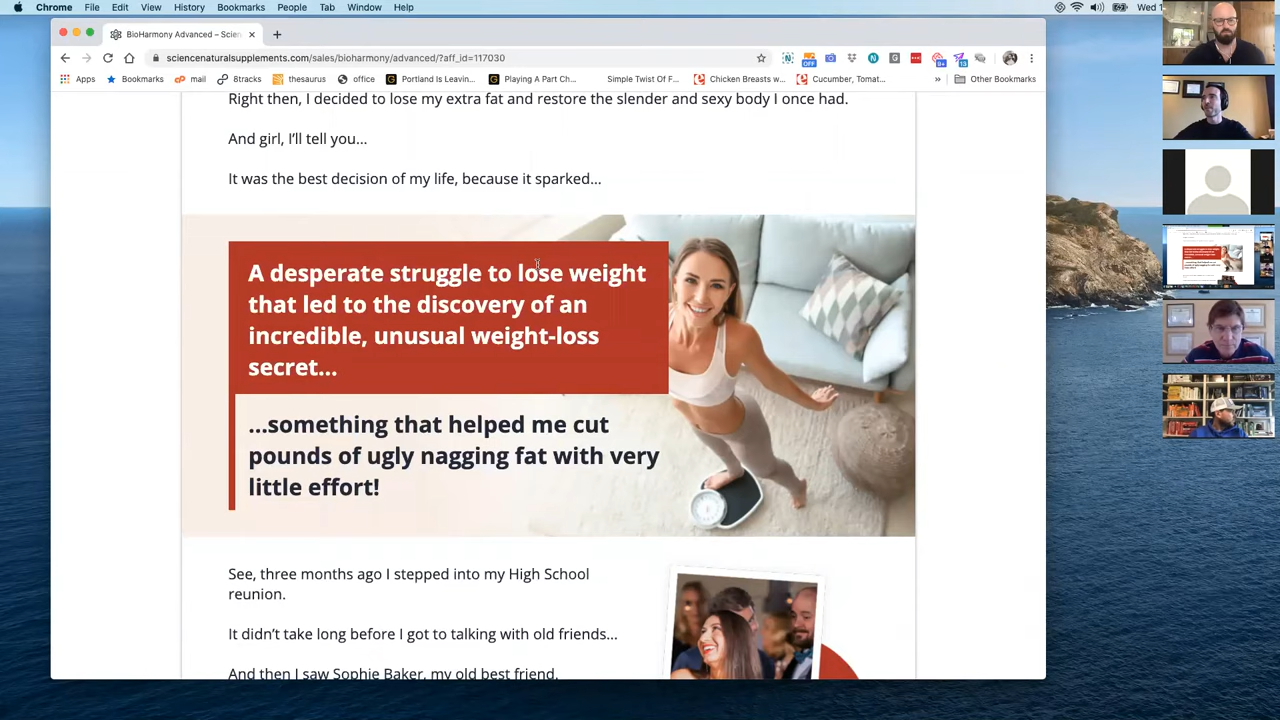 Chrome File Edit View History Bookmarks People Tab Window Help
Wed 1
BioHarmony Advanced – Scien
sciencenaturalsupplements.com/sales/bioharmony/advanced/?aff_id=117030
OFF 9+ 13
Apps Bookmarks mail 8tracks thesaurus office Portland Is Leavin... Playing A Part Ch... Simple Twist Of F... Chicken Breasts w... Cucumber, Tomat... » Other Bookmarks
Right then, I decided to lose my extra fat and restore the slender and sexy body I once had.
And girl, I’ll tell you…
It was the best decision of my life, because it sparked…
A desperate struggle to lose weight
that led to the discovery of an
incredible, unusual weight-loss
secret…
…something that helped me cut
pounds of ugly nagging fat with very
little effort!
See, three months ago I stepped into my High School
reunion.
It didn’t take long before I got to talking with old friends…
And then I saw Sophie Baker, my old best friend.